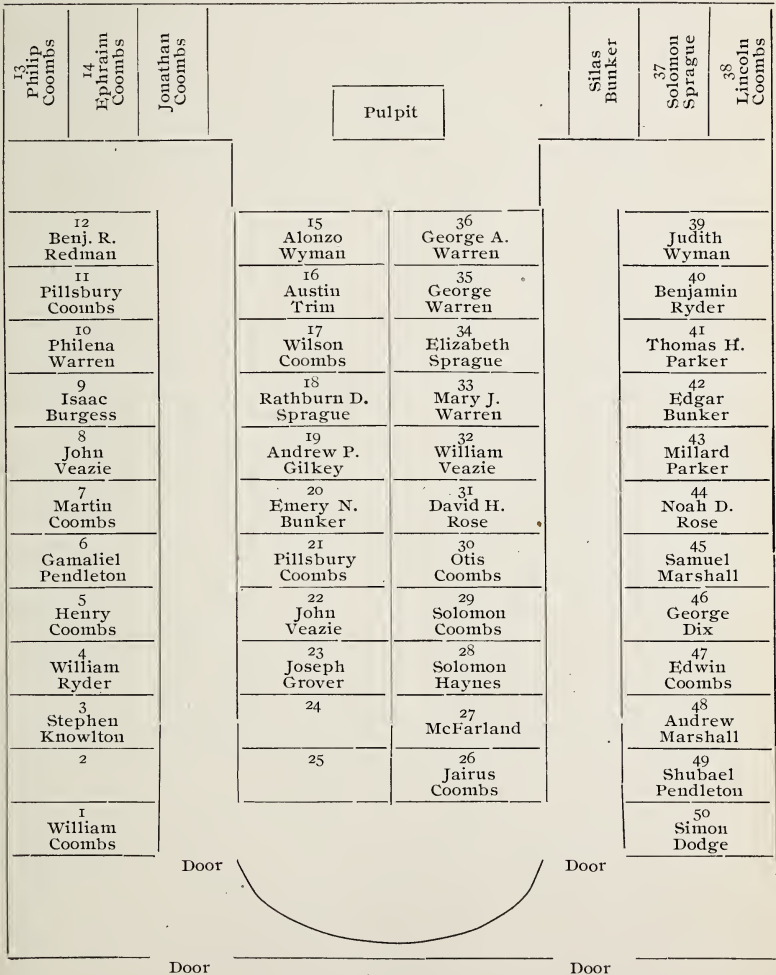 13
Philip
Coombs
14
Ephraim
Coombs
Jonathan
Coombs
Pulpit
Silas
Bunker
37
Solomon
Sprague
38
Lincoln
Coombs
12
Benj. R.
Redman
11
Pillsbury
Coombs
10
Philena
Warren
9
Isaac
Burgess
8
John
Veazie
7
Martin
Coombs
6
Gamaliel
Pendleton
5
Henry
Coombs
4
William
Ryder
3
Stephen
Knowlton
2
1
William
Coombs
15
Alonzo
Wyman
16
Austin
Trim
17
Wilson
Coombs
18
Rathburn D.
Sprague
19
Andrew P.
Gilkey
20
Emery N.
Bunker
21
Pillsbury
Coombs
22
John
Veazie
23
Joseph
Grover
24
25
36
George A.
Warren
35
George
Warren
34
Elizabeth
Sprague
33
Mary J.
Warren
32
William
Veazie
31
David H.
Rose
30
Otis
Coombs
29
Solomon
Coombs
28
Solomon
Haynes
27
McFarland
26
Jairus
Coombs
39
Judith
Wyman
40
Benjamin
Ryder
41
Thomas H.
Parker
42
Edgar
Bunker
43
Millard
Parker
44
Noah D.
Rose
45
Samuel
Marshall
46
George
Dix
47
Edwin
Coombs
48
Andrew
Marshall
49
Shubael
Pendleton
50
Simon
Dodge
Door
Door
Door
Door